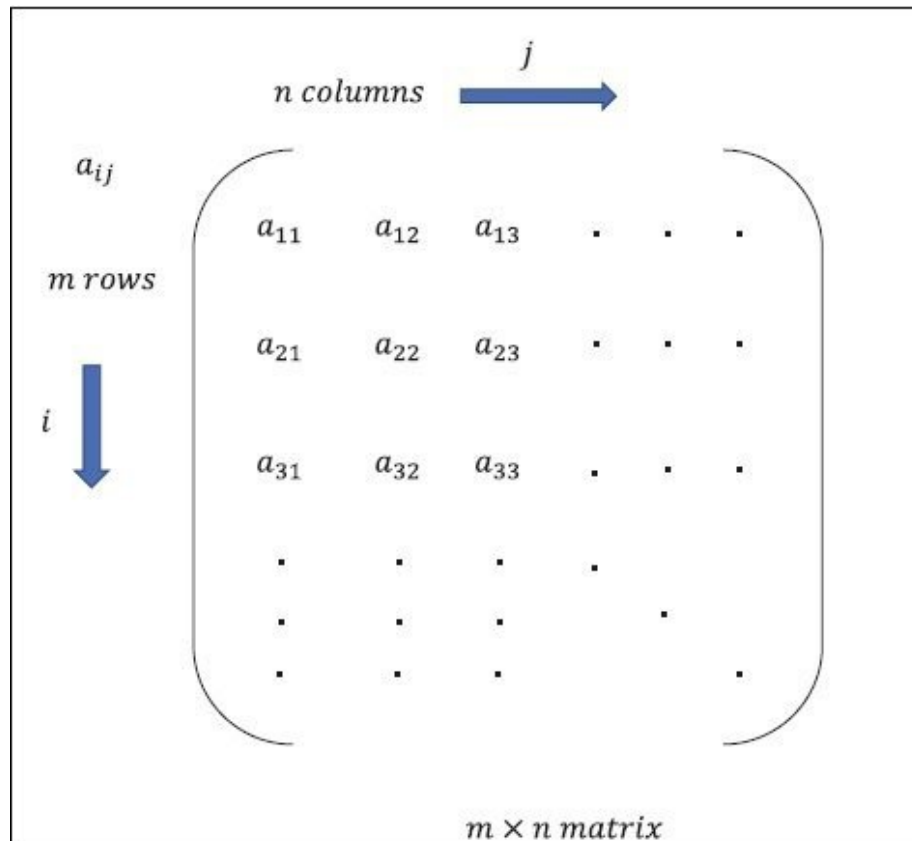 j
n columns
a_{ij}
a_{11} a_{12} a_{13} . . .
m rows
a_{21} a_{22} a_{23} . . .
i
a_{31} a_{32} a_{33} . . .
. . . .
. . . .
. . . .
m × n matrix